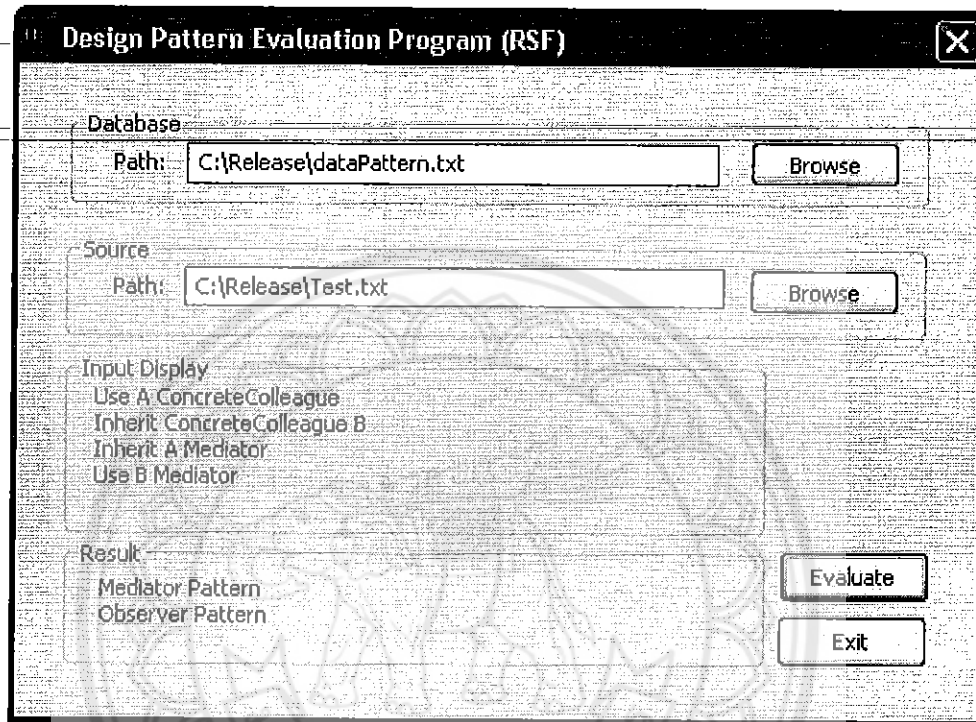 Design Pattern Evaluation Program (RSF)
Database
Path: C:\Release\dataPattern.txt Browse
Source
Path: C:\Release\Test.txt Browse
Input Display
Use A ConcreteColleague
Inherit ConcreteColleague B
Inherit A Mediator
Use B Mediator
Result
Mediator Pattern
Observer Pattern
Evaluate
Exit